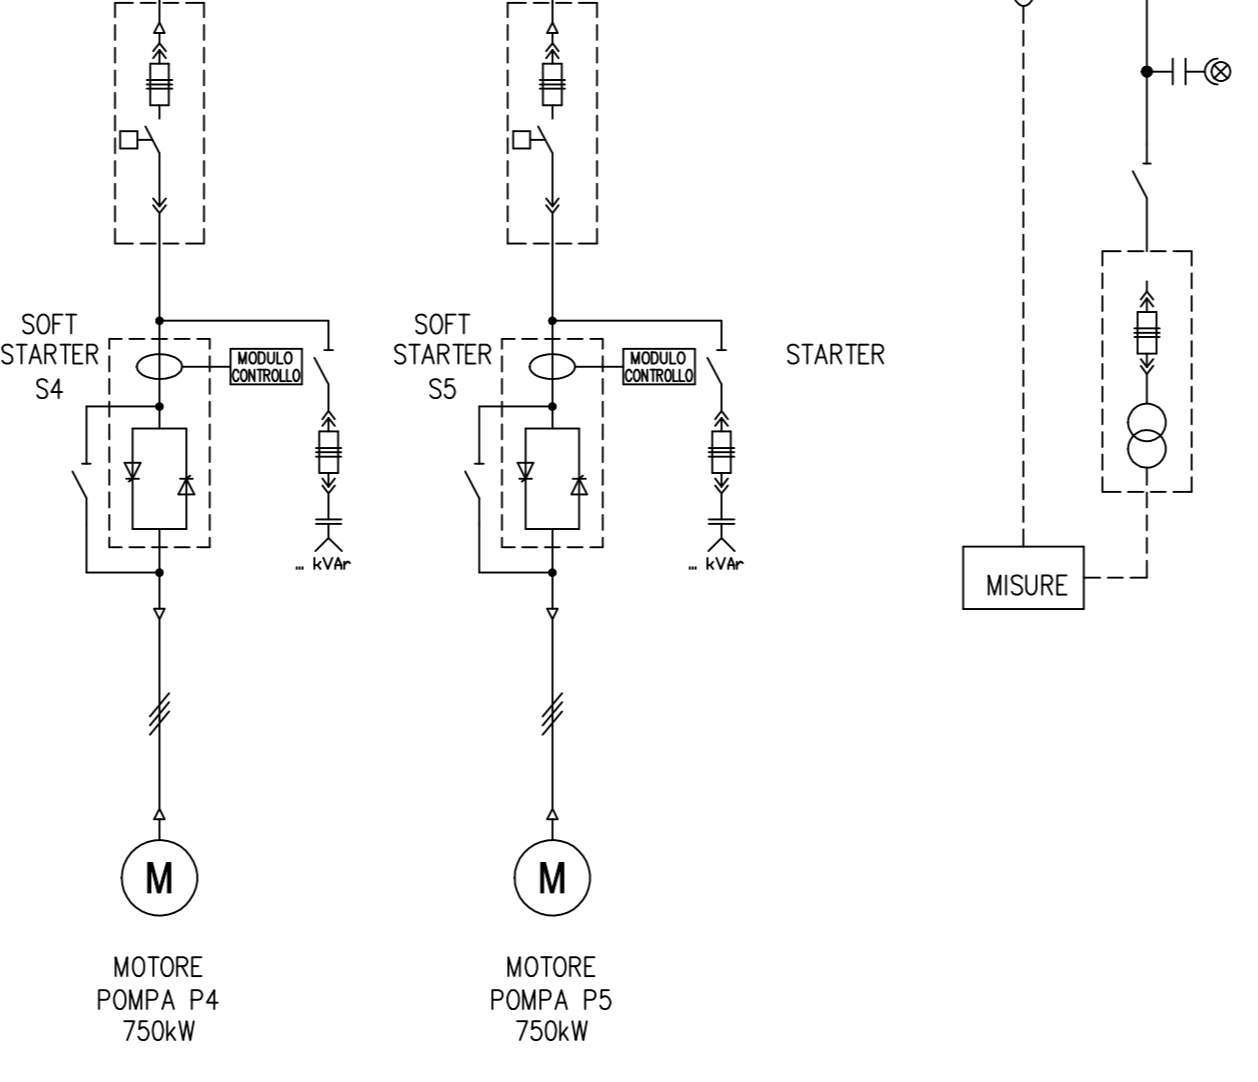 SOFT
STARTER
S4
MODULO
CONTROLLO
... kVAr
M
MOTORE
POMPA P4
750kW
SOFT
STARTER
S5
MODULO
CONTROLLO
... kVAr
M
MOTORE
POMPA P5
750kW
STARTER
MISURE